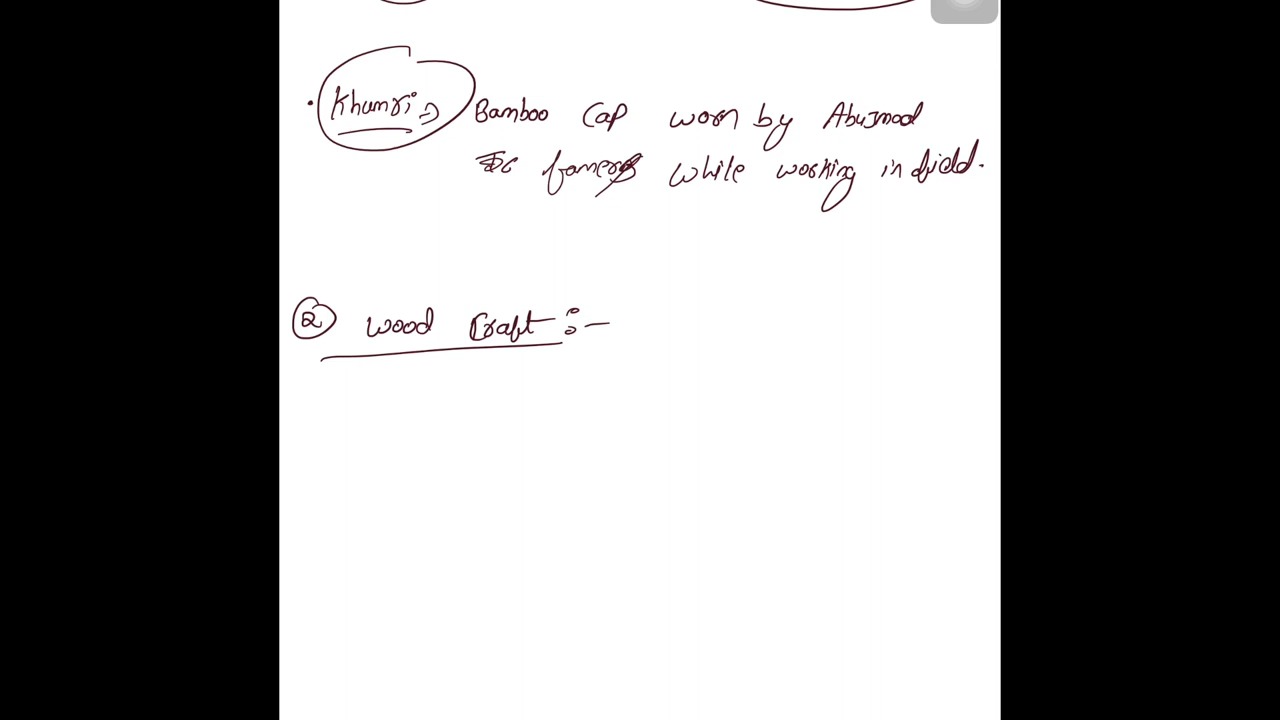 • Khumri ⇒ Bamboo Cap worn by Abujmad
farmers while working in field.
② Wood Craft :-